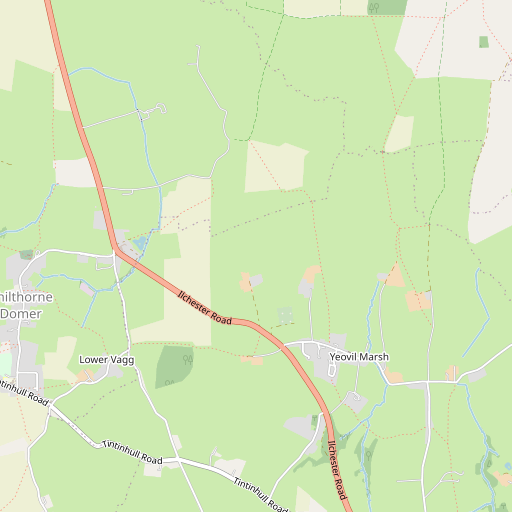 Ilchester Road
hilthorne
Domer
Lower Vagg
Yeovil Marsh
Tintinhull Road
Tintinhull Road
Tintinhull Road
Ilchester Road